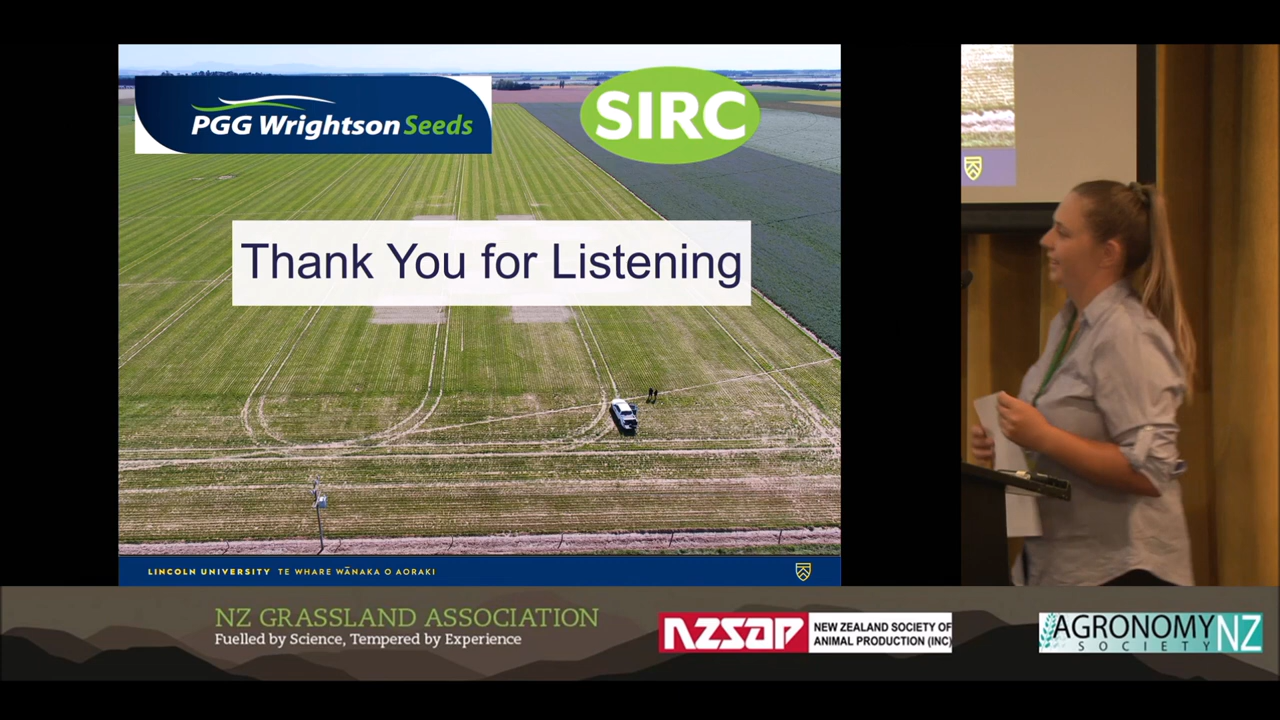 PGG Wrightson Seeds
SIRC
Thank You for Listening
LINCOLN UNIVERSITY TE WHARE WĀNAKA O AORAKI
NZ GRASSLAND ASSOCIATION
Fuelled by Science, Tempered by Experience
NZSAP
NEW ZEALAND SOCIETY OF
ANIMAL PRODUCTION (INC)
AGRONOMY NZ
SOCIETY